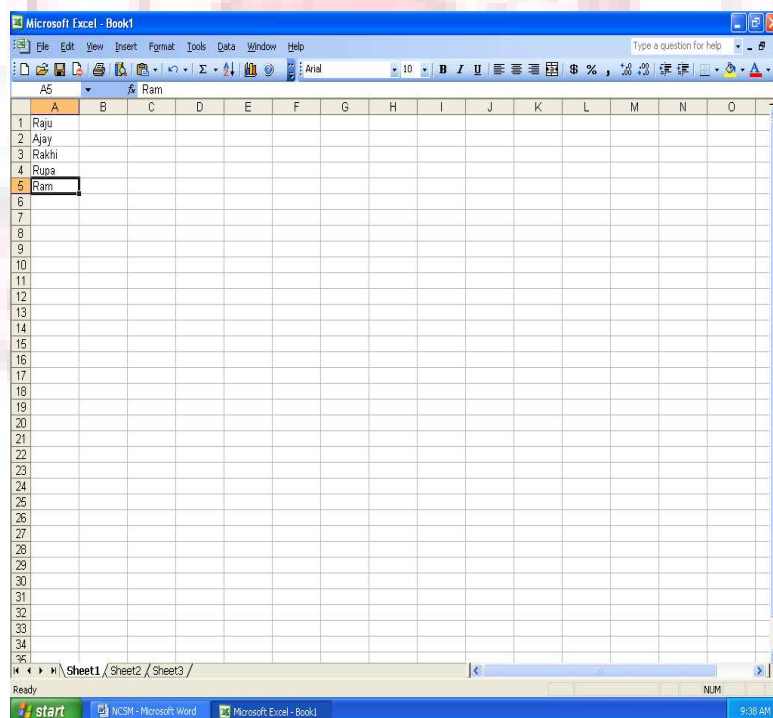 Microsoft Excel - Book1
File Edit View Insert Format Tools Data Window Help Type a question for help
Arial 10 B I U $ % ,
A5 fx Ram
A B C D E F G H I J K L M N O
1 Raju
2 Ajay
3 Rakhi
4 Rupa
5 Ram
6
7
8
9
10
11
12
13
14
15
16
17
18
19
20
21
22
23
24
25
26
27
28
29
30
31
32
33
34
35
Sheet1 / Sheet2 / Sheet3 /
Ready NUM
start NCSM - Microsoft Word Microsoft Excel - Book1 9:38 AM